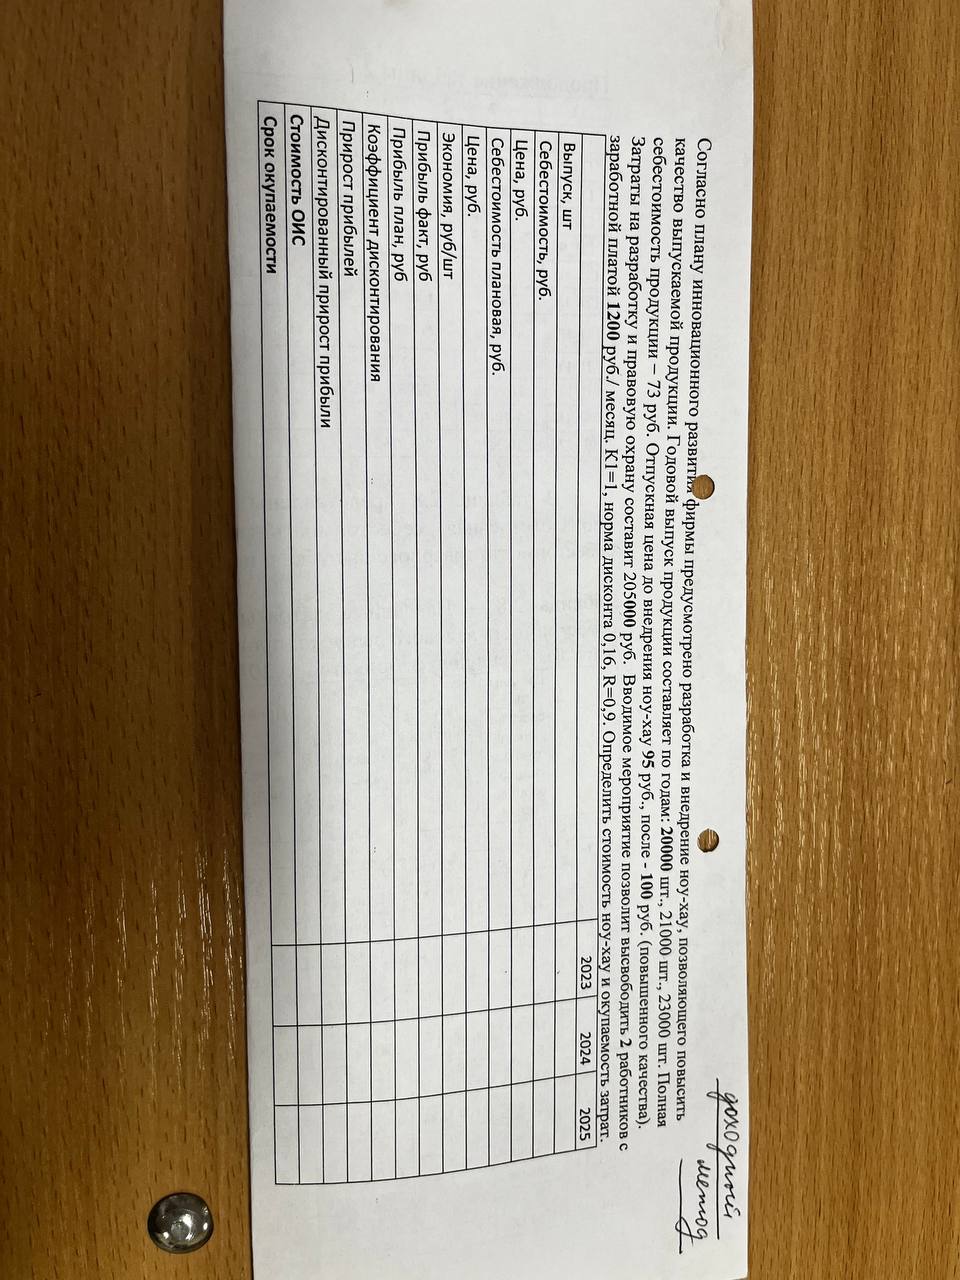 доходный
метод
Согласно плану инновационного развития фирмы предусмотрено разработка и внедрение ноу-хау, позволяющего повысить
качество выпускаемой продукции. Годовой выпуск продукции составляет по годам: 20000 шт., 21000 шт., 23000 шт. Полная
себестоимость продукции – 73 руб. Отпускная цена до внедрения ноу-хау 95 руб., после - 100 руб. (повышенного качества).
Затраты на разработку и правовую охрану составит 205000 руб. Вводимое мероприятие позволит высвободить 2 работников с
заработной платой 1200 руб./ месяц. К1=1, норма дисконта 0,16, R=0,9. Определить стоимость ноу-хау и окупаемость затрат.
2023 2024 2025
Выпуск, шт
Себестоимость, руб.
Цена, руб.
Себестоимость плановая, руб.
Цена, руб.
Экономия, руб/шт
Прибыль факт, руб
Прибыль план, руб
Коэффициент дисконтирования
Прирост прибылей
Дисконтированный прирост прибыли
Стоимость ОИС
Срок окупаемости